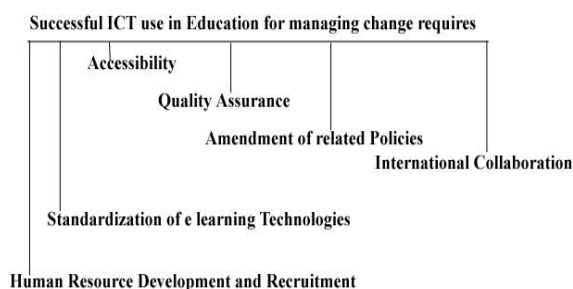 Successful ICT use in Education for managing change requires
Accessibility
Quality Assurance
Amendment of related Policies
International Collaboration
Standardization of e learning Technologies
Human Resource Development and Recruitment